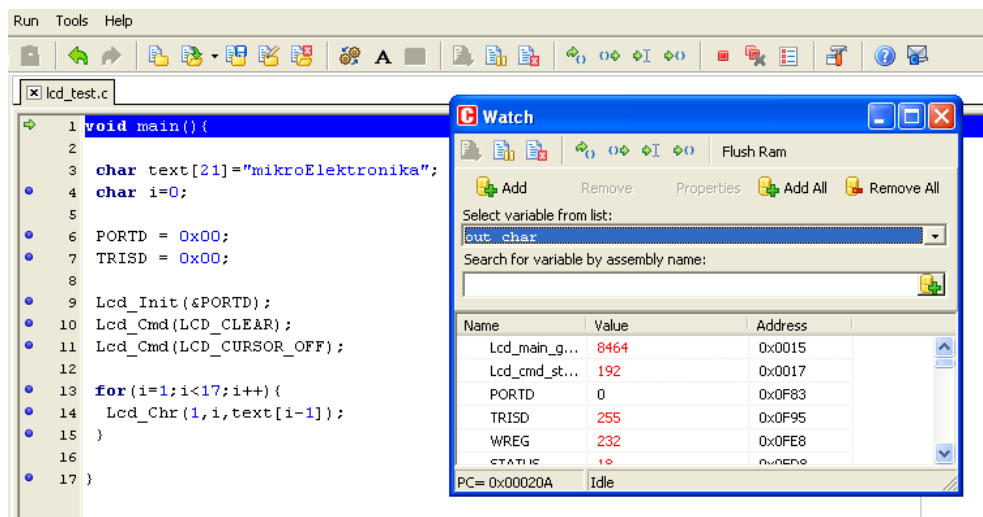 Run Tools Help
lcd_test.c
1 void main(){
2
3 char text[21]="mikroElektronika";
4 char i=0;
5
6 PORTD = 0x00;
7 TRISD = 0x00;
8
9 Lcd_Init(&PORTD);
10 Lcd_Cmd(LCD_CLEAR);
11 Lcd_Cmd(LCD_CURSOR_OFF);
12
13 for(i=1;i<17;i++){
14 Lcd_Chr(1,i,text[i-1]);
15 }
16
17 }
Watch
Flush Ram
Add Remove Properties Add All Remove All
Select variable from list:
out_char
Search for variable by assembly name:
Name Value Address
Lcd_main_g... 8464 0x0015
Lcd_cmd_st... 192 0x0017
PORTD 0 0x0F83
TRISD 255 0x0F95
WREG 232 0x0FE8
STATUS 18 0x0FD8
PC= 0x00020A Idle